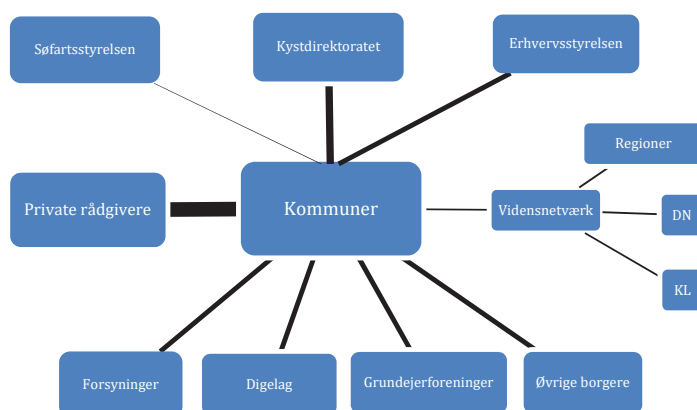 Søfartsstyrelsen
Kystdirektoratet
Erhvervsstyrelsen
Regioner
Private rådgivere
Kommuner
Vidensnetværk
DN
KL
Forsyninger
Digelag
Grundejerforeninger
Øvrige borgere